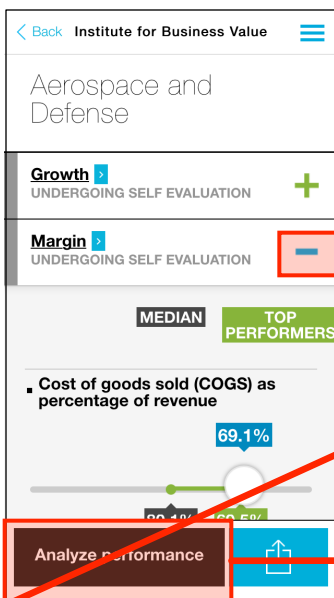 Back Institute for Business Value
Aerospace and
Defense
Growth
UNDERGOING SELF EVALUATION
Margin
UNDERGOING SELF EVALUATION
MEDIAN
TOP
PERFORMERS
Cost of goods sold (COGS) as
percentage of revenue
69.1%
Analyze performance